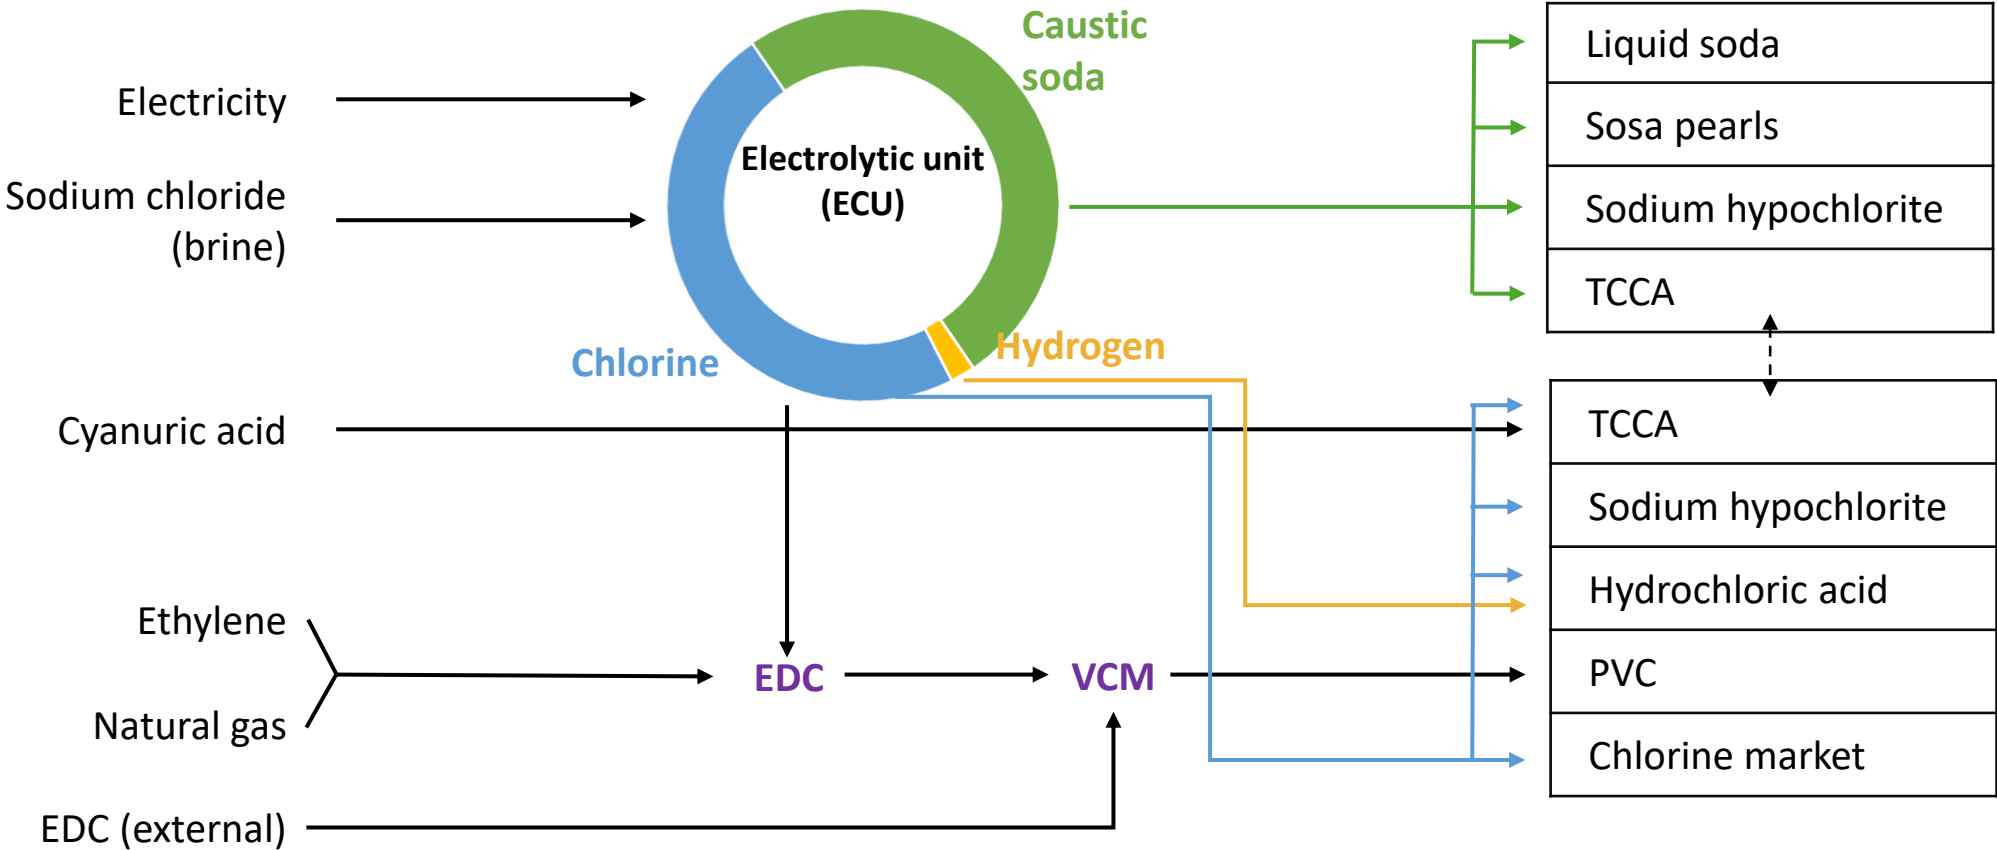 Electricity
Sodium chloride
(brine)
Cyanuric acid
Ethylene
Natural gas
EDC (external)
Caustic
soda
Electrolytic unit
(ECU)
Chlorine
Hydrogen
EDC
VCM
Liquid soda
Sosa pearls
Sodium hypochlorite
TCCA
TCCA
Sodium hypochlorite
Hydrochloric acid
PVC
Chlorine market